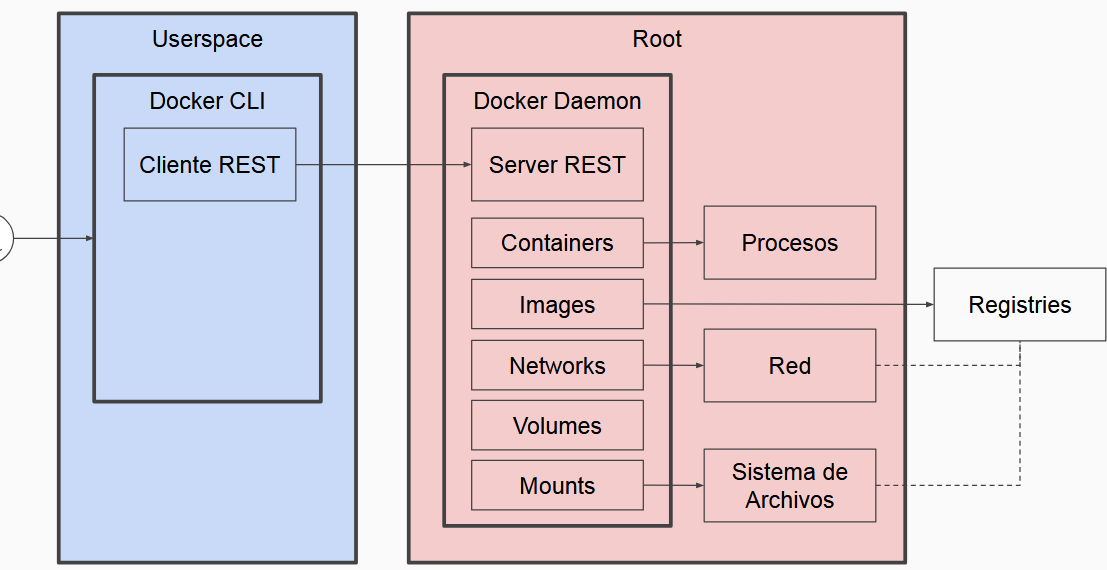 Userspace
Root
Docker CLI
Docker Daemon
Cliente REST
Server REST
Containers
Procesos
Images
Registries
Networks
Red
Volumes
Mounts
Sistema de
Archivos